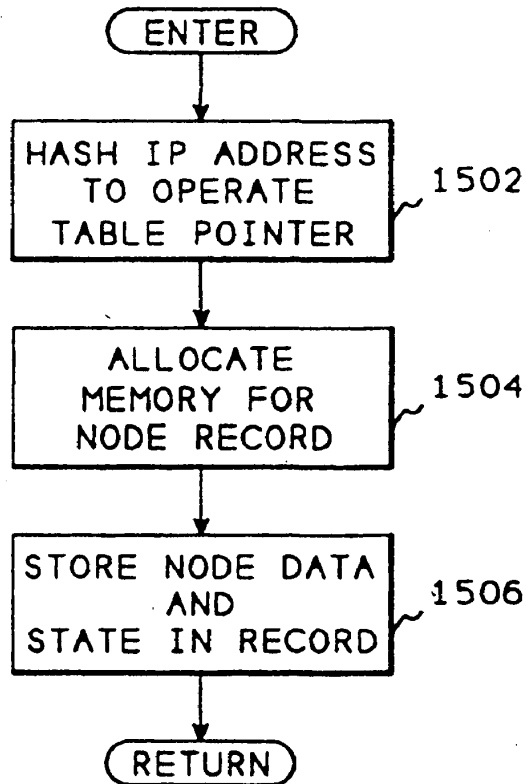 ENTER
HASH IP ADDRESS
TO OPERATE
TABLE POINTER
1502
ALLOCATE
MEMORY FOR
NODE RECORD
1504
STORE NODE DATA
AND
STATE IN RECORD
1506
RETURN